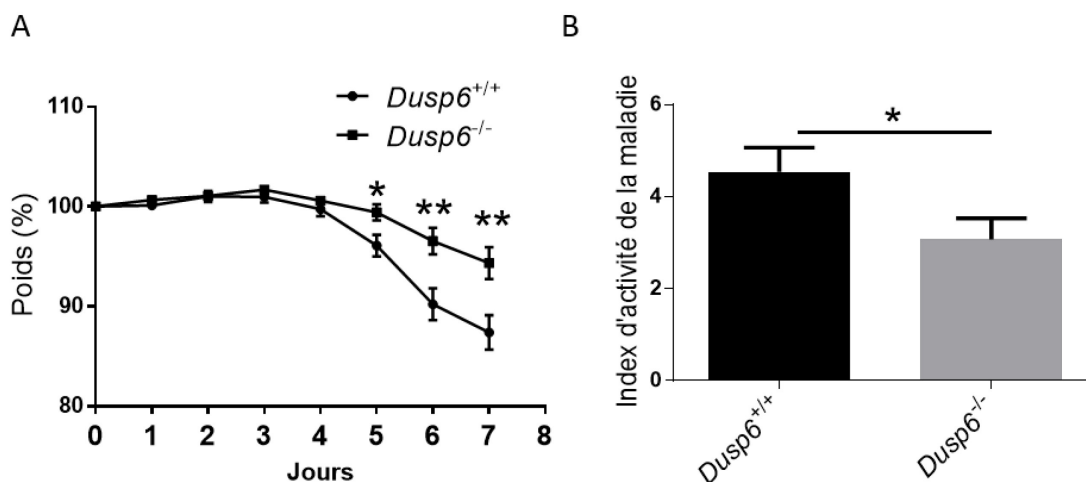 A
Dusp6+/+
Dusp6-/-
110
100
90
80
Poids (%)
* ** **
0 1 2 3 4 5 6 7 8
Jours
B
Index d'activité de la maladie
6
4
2
0
*
Dusp6+/+
Dusp6-/-